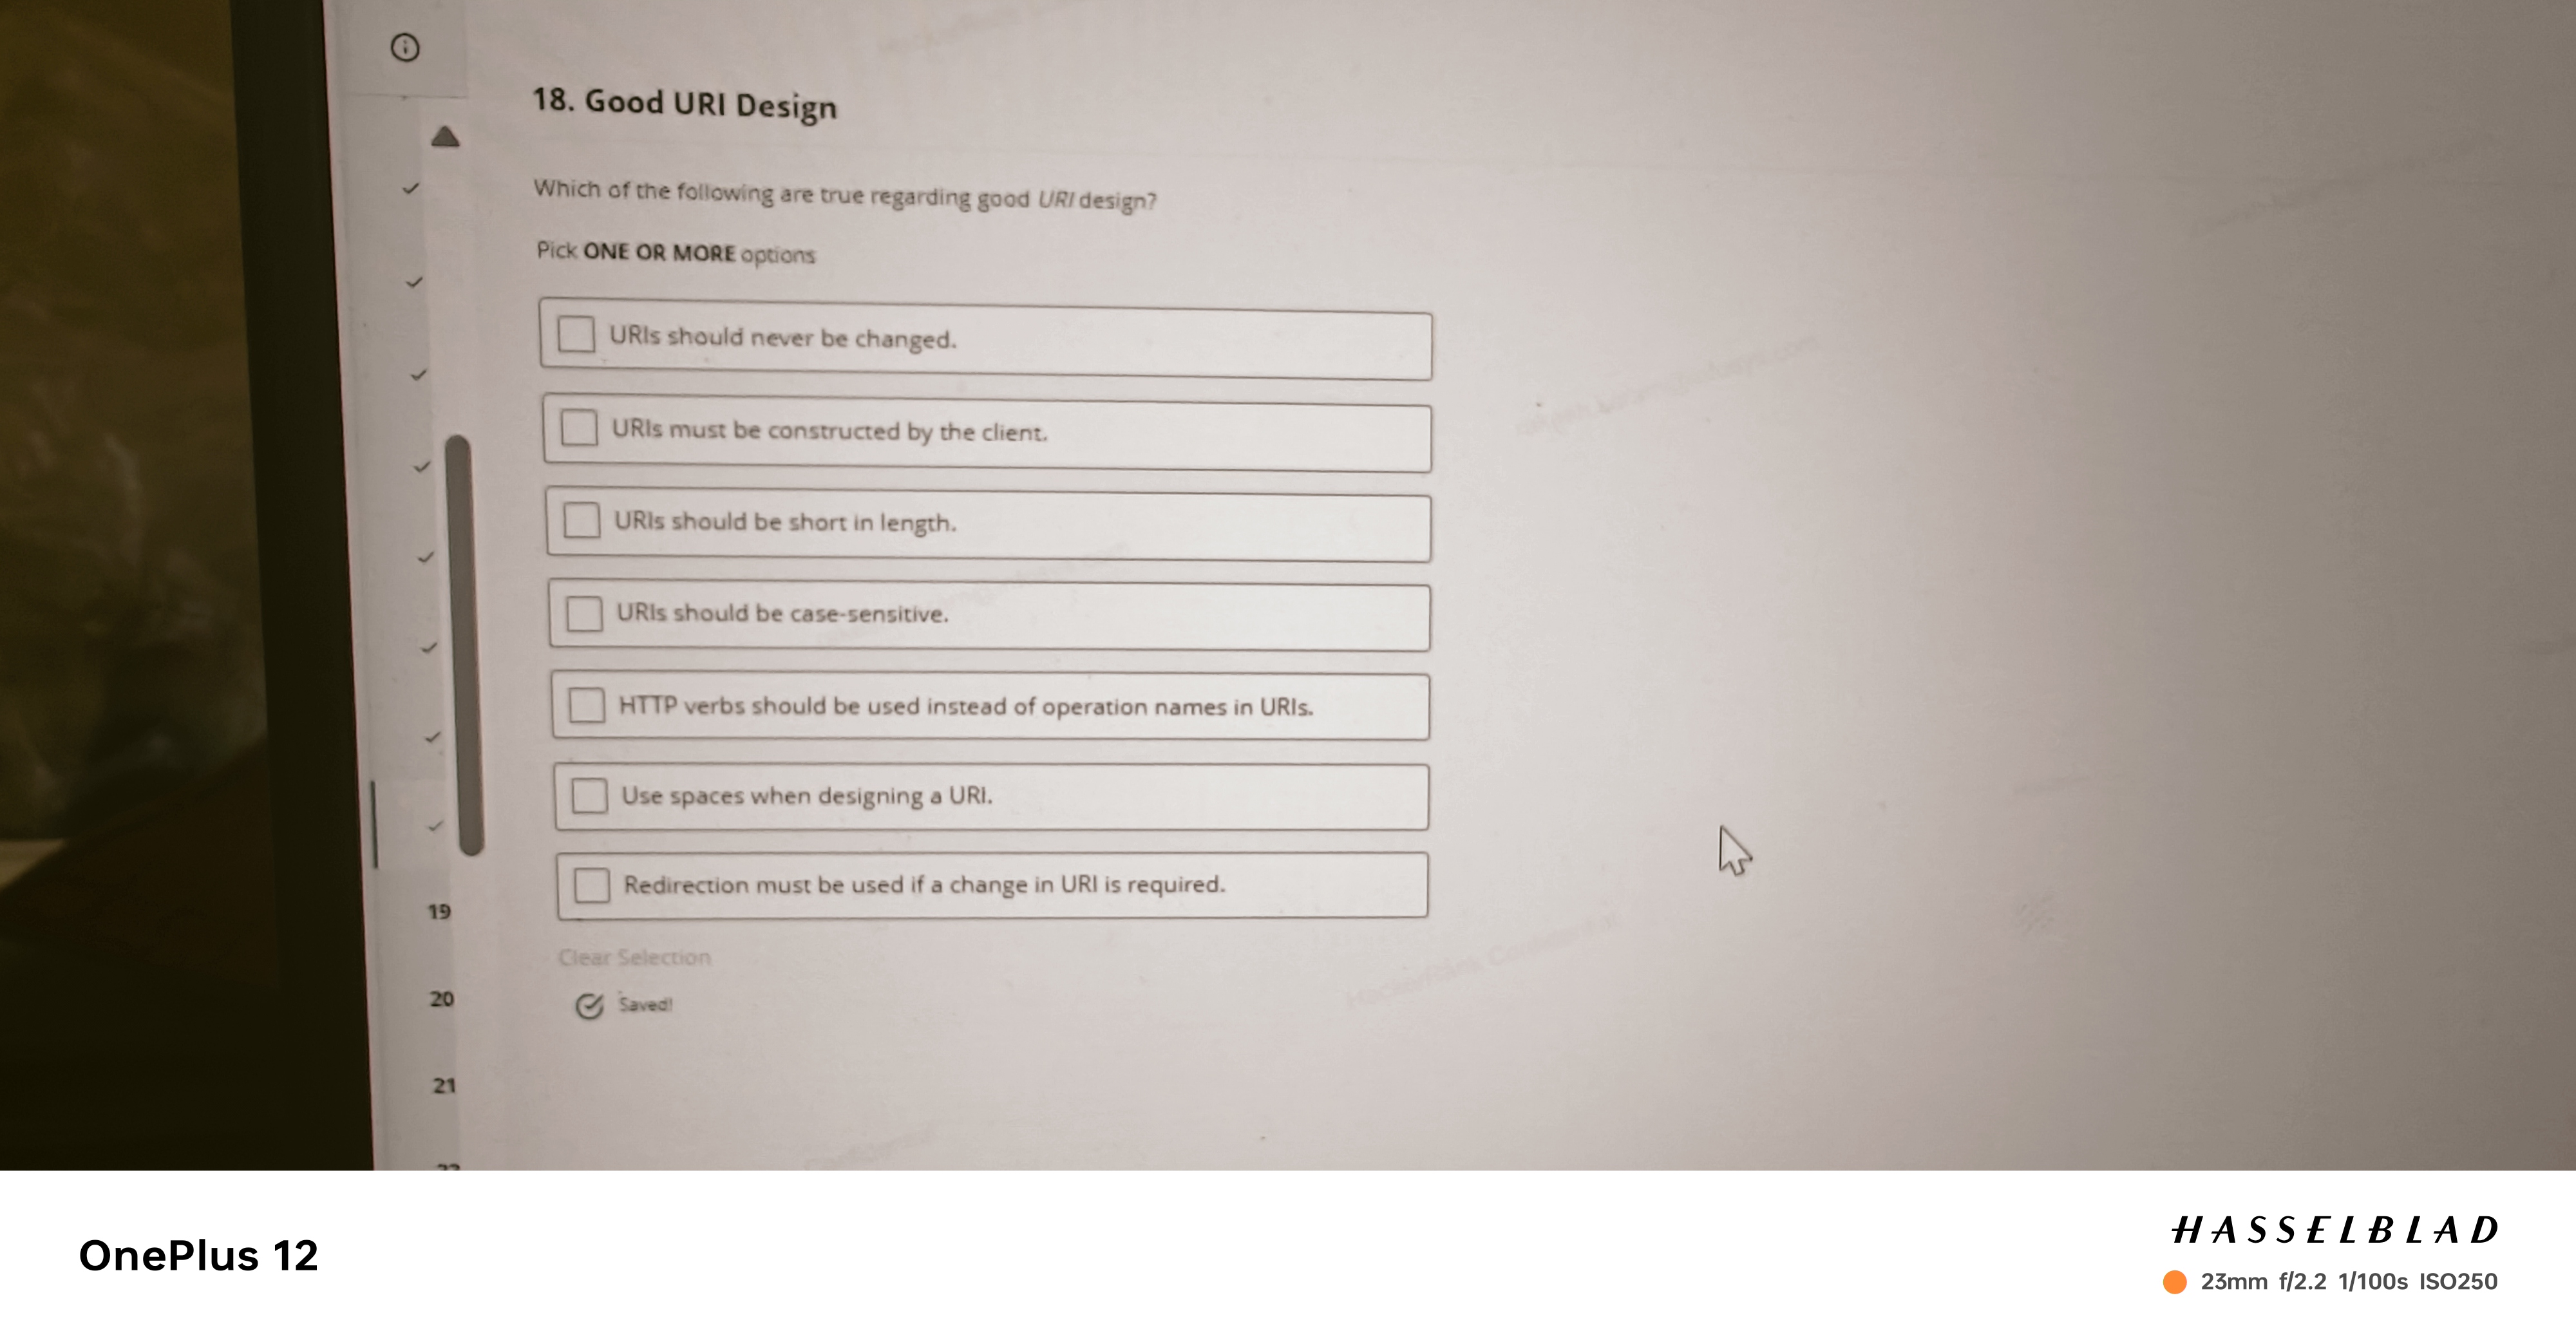 18. Good URI Design
Which of the following are true regarding good URI design?
Pick ONE OR MORE options
URIs should never be changed.
URIs must be constructed by the client.
URIs should be short in length.
URIs should be case-sensitive.
HTTP verbs should be used instead of operation names in URIs.
Use spaces when designing a URI.
Redirection must be used if a change in URI is required.
19
Clear Selection
20
Saved!
21
OnePlus 12
HASSELBLAD
23mm f/2.2 1/100s ISO250